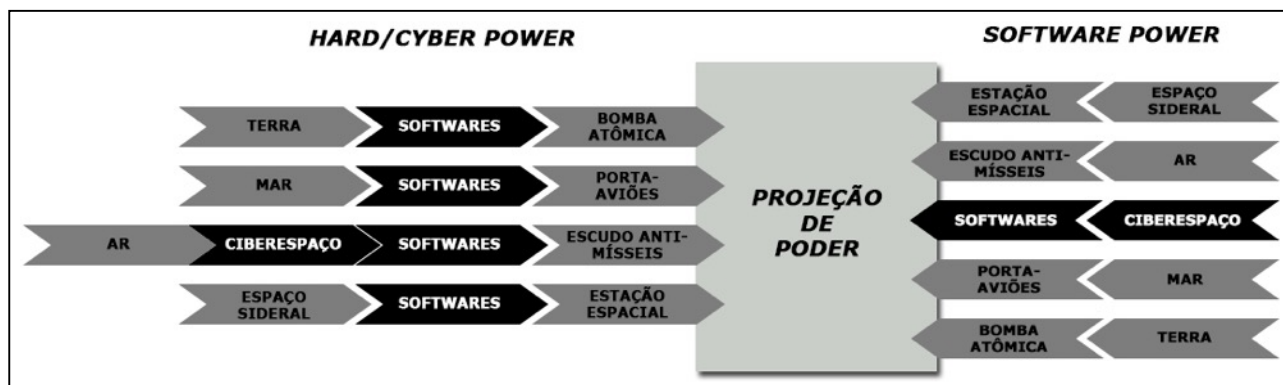 HARD/CYBER POWER
TERRA
SOFTWARES
BOMBA
ATÔMICA
MAR
SOFTWARES
PORTA-
AVIÕES
AR
CIBERESPAÇO
SOFTWARES
ESCUDO ANTI-
MÍSSEIS
ESPAÇO
SIDERAL
SOFTWARES
ESTAÇÃO
ESPACIAL
PROJEÇÃO
DE
PODER
SOFTWARE POWER
ESTAÇÃO
ESPACIAL
ESPAÇO
SIDERAL
ESCUDO ANTI-
MÍSSEIS
AR
SOFTWARES
CIBERESPAÇO
PORTA-
AVIÕES
MAR
BOMBA
ATÔMICA
TERRA